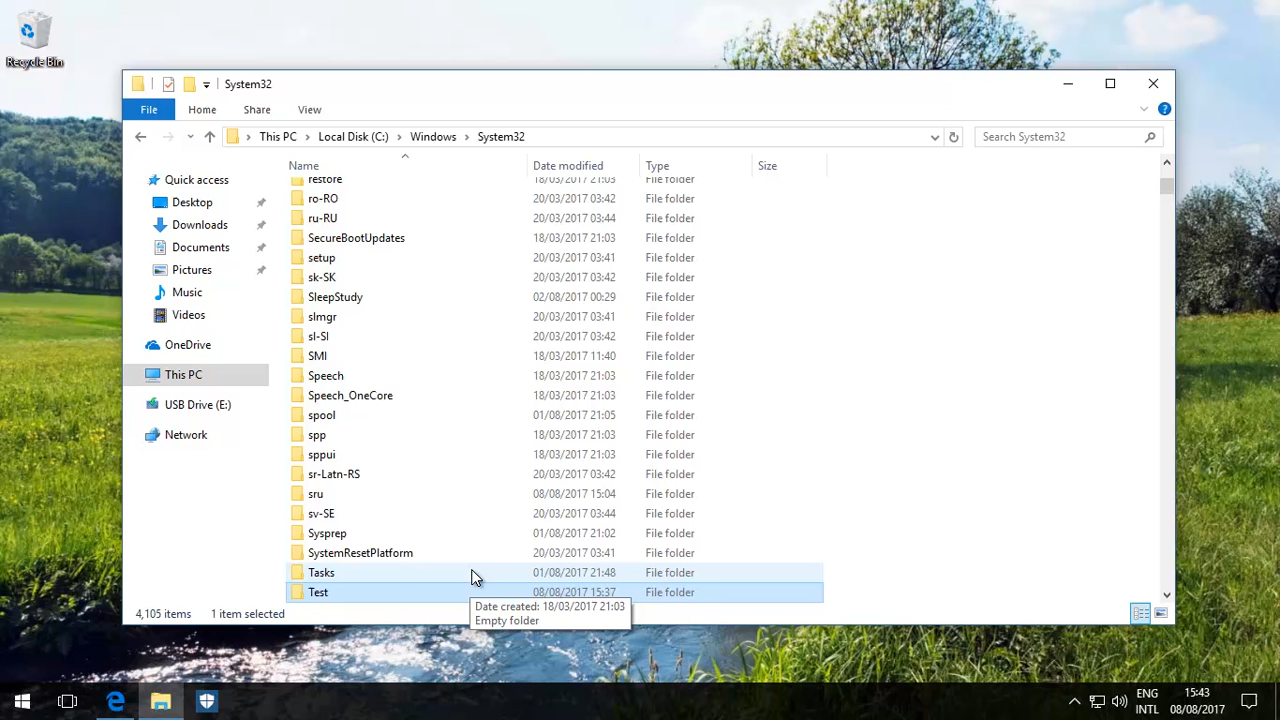 Recycle Bin
System32
File Home Share View
This PC Local Disk (C:) Windows System32
Search System32
Name Date modified Type Size
Quick access
Desktop
Downloads
Documents
Pictures
Music
Videos
OneDrive
This PC
USB Drive (E:)
Network
restore 18/03/2017 21:03 File folder
ro-RO 20/03/2017 03:42 File folder
ru-RU 20/03/2017 03:44 File folder
SecureBootUpdates 18/03/2017 21:03 File folder
setup 20/03/2017 03:41 File folder
sk-SK 20/03/2017 03:42 File folder
SleepStudy 02/08/2017 00:29 File folder
slmgr 20/03/2017 03:41 File folder
sl-SI 20/03/2017 03:42 File folder
SMI 18/03/2017 11:40 File folder
Speech 18/03/2017 21:03 File folder
Speech_OneCore 18/03/2017 21:03 File folder
spool 01/08/2017 21:05 File folder
spp 18/03/2017 21:03 File folder
sppui 18/03/2017 21:03 File folder
sr-Latn-RS 20/03/2017 03:42 File folder
sru 08/08/2017 15:04 File folder
sv-SE 20/03/2017 03:44 File folder
Sysprep 01/08/2017 21:02 File folder
SystemResetPlatform 20/03/2017 03:41 File folder
Tasks 01/08/2017 21:48 File folder
Test 08/08/2017 15:37 File folder
Date created: 18/03/2017 21:03
Empty folder
4,105 items 1 item selected
ENG
INTL
15:43
08/08/2017